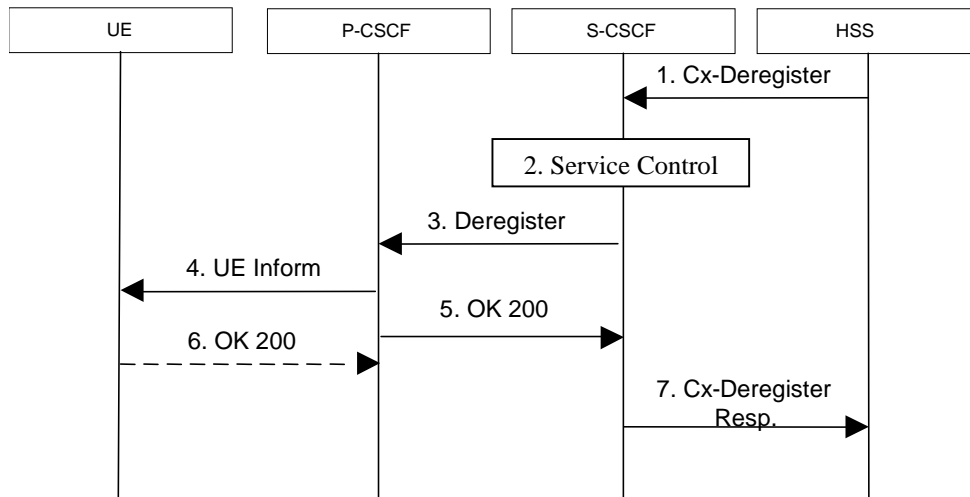 UE
P-CSCF
S-CSCF
HSS
1. Cx-Deregister
2. Service Control
3. Deregister
4. UE Inform
5. OK 200
6. OK 200
7. Cx-Deregister
Resp.